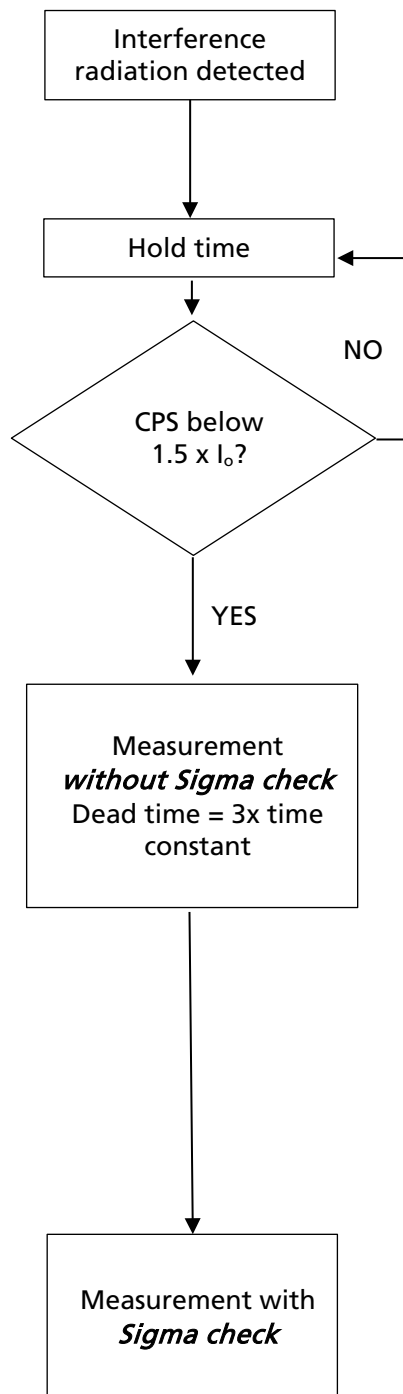 Interference
radiation detected
Hold time
NO
CPS below
1.5 x Iₒ?
YES
Measurement
without Sigma check
Dead time = 3x time
constant
Measurement with
Sigma check